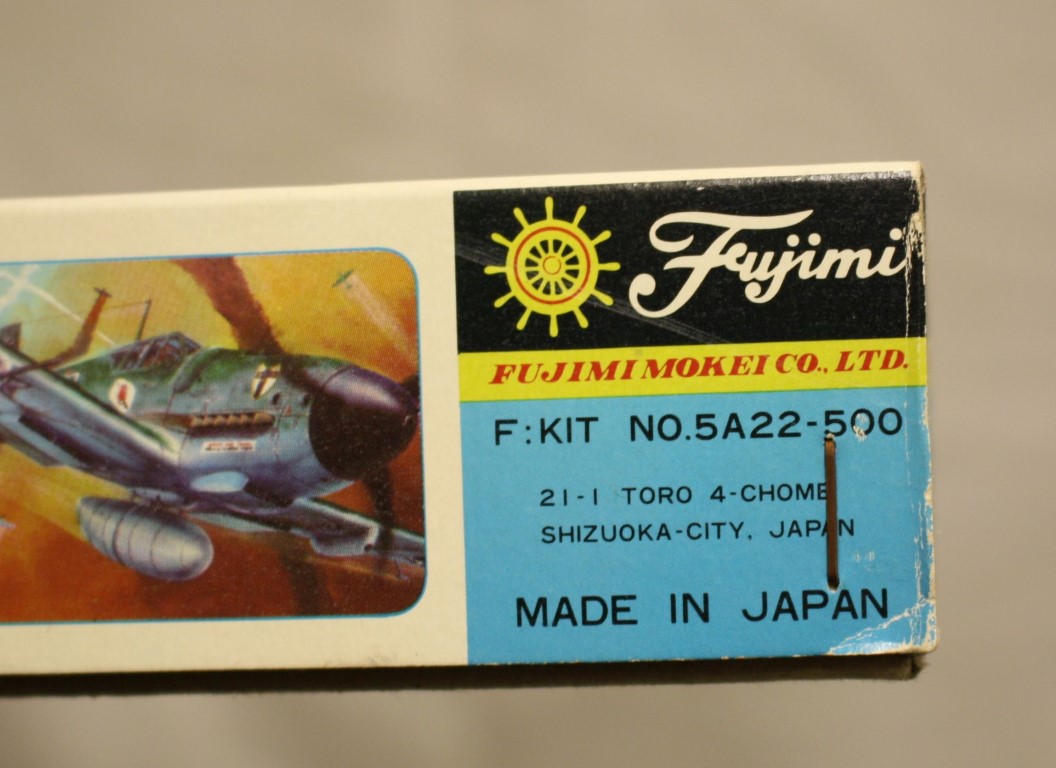 Fujimi
FUJIMI MOKEI CO., LTD.
F:KIT NO.5A22-500
21-1 TORO 4-CHOME
SHIZUOKA-CITY, JAPAN
MADE IN JAPAN